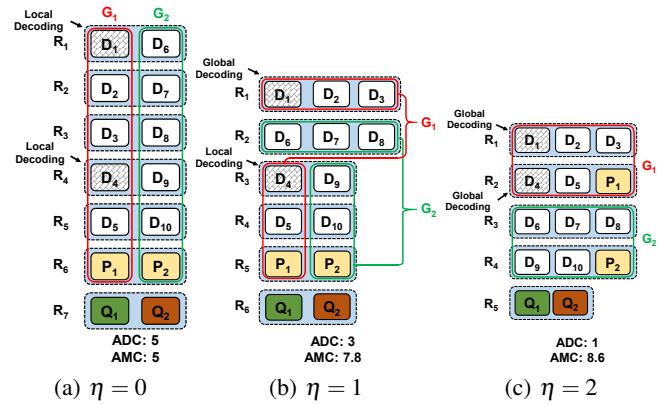 Local Decoding
G1 G2
R1 D1 D6
R2 D2 D7
R3 D3 D8
Local Decoding
R4 D4 D9
R5 D5 D10
R6 P1 P2
R7 Q1 Q2
ADC: 5
AMC: 5
(a) η = 0
Global Decoding
R1 D1 D2 D3
G1
R2 D6 D7 D8
Local Decoding
R3 D4 D9
G2
R4 D5 D10
R5 P1 P2
R6 Q1 Q2
ADC: 3
AMC: 7.8
(b) η = 1
Global Decoding
R1 D1 D2 D3
G1
R2 D4 D5 P1
Global Decoding
R3 D6 D7 D8
G2
R4 D9 D10 P2
R5 Q1 Q2
ADC: 1
AMC: 8.6
(c) η = 2